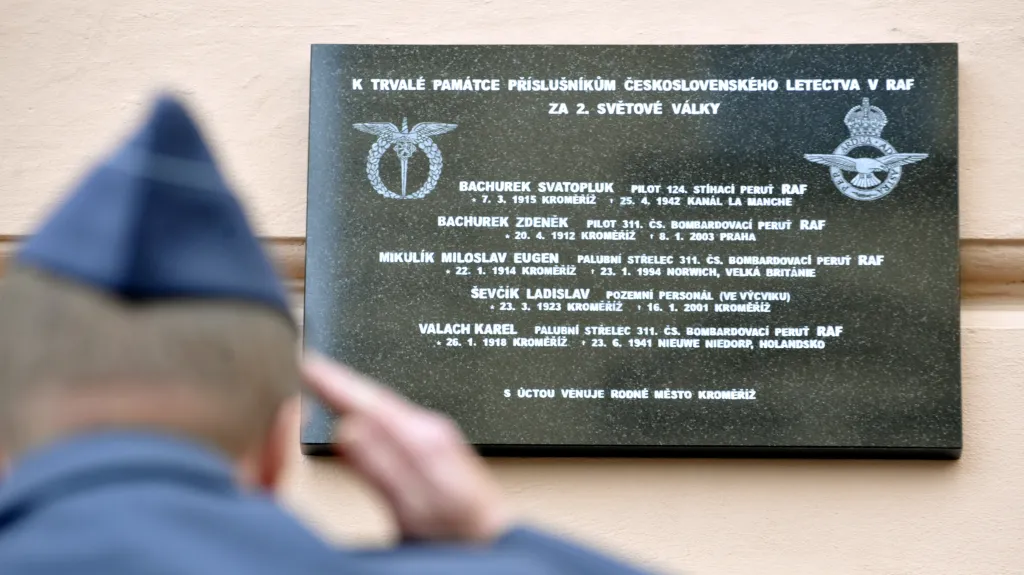 K TRVALÉ PAMÁTCE PŘÍSLUŠNÍKŮM ČESKOSLOVENSKÉHO LETECTVA V RAF
ZA 2. SVĚTOVÉ VÁLKY
BACHUREK SVATOPLUK PILOT 124. STÍHACÍ PERUŤ RAF
* 7. 3. 1915 KROMĚŘÍŽ † 25. 4. 1942 KANÁL LA MANCHE
BACHUREK ZDENĚK PILOT 311. ČS. BOMBARDOVACÍ PERUŤ RAF
* 20. 4. 1912 KROMĚŘÍŽ † 8. 1. 2003 PRAHA
MIKULÍK MILOSLAV EUGEN PALUBNÍ STŘELEC 311. ČS. BOMBARDOVACÍ PERUŤ RAF
* 22. 1. 1914 KROMĚŘÍŽ † 23. 1. 1994 NORWICH, VELKÁ BRITÁNIE
ŠEVČÍK LADISLAV POZEMNÍ PERSONÁL (VE VÝCVIKU)
* 23. 3. 1923 KROMĚŘÍŽ † 16. 1. 2001 KROMĚŘÍŽ
VALACH KAREL PALUBNÍ STŘELEC 311. ČS. BOMBARDOVACÍ PERUŤ RAF
* 26. 1. 1918 KROMĚŘÍŽ † 23. 6. 1941 NIEUWE NIEDORP, HOLANDSKO
S ÚCTOU VĚNUJE RODNÉ MĚSTO KROMĚŘÍŽ